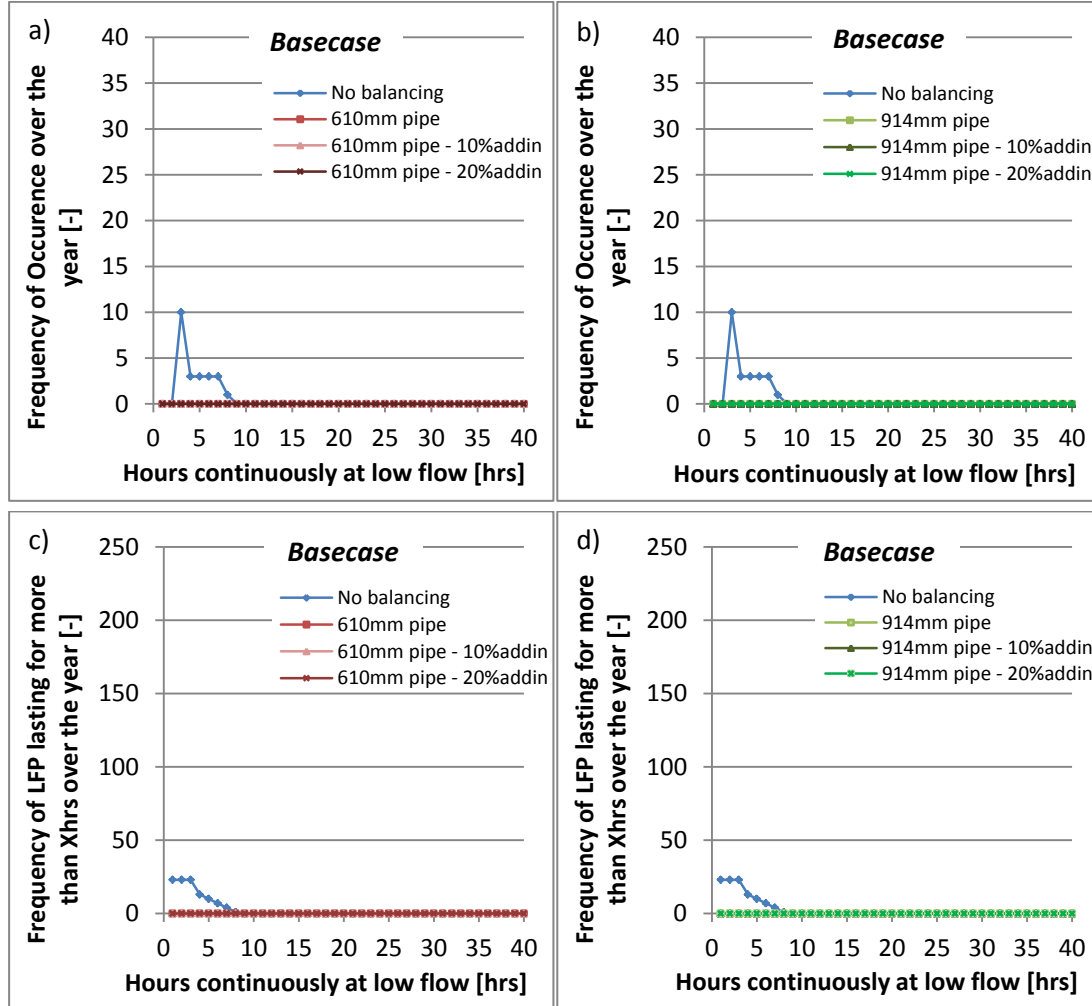 a)
Basecase
Frequency of Occurence over the
year [-]
40
35
30
25
20
15
10
5
0
No balancing
610mm pipe
610mm pipe - 10%addin
610mm pipe - 20%addin
0 5 10 15 20 25 30 35 40
Hours continuously at low flow [hrs]
b)
Basecase
Frequency of Occurence over the
year [-]
40
35
30
25
20
15
10
5
0
No balancing
914mm pipe
914mm pipe - 10%addin
914mm pipe - 20%addin
0 5 10 15 20 25 30 35 40
Hours continuously at low flow [hrs]
c)
Basecase
Frequency of LFP lasting for more
than Xhrs over the year [-]
250
200
150
100
50
0
No balancing
610mm pipe
610mm pipe - 10%addin
610mm pipe - 20%addin
0 5 10 15 20 25 30 35 40
Hours continuously at low flow [hrs]
d)
Basecase
Frequency of LFP lasting for more
than Xhrs over the year [-]
250
200
150
100
50
0
No balancing
914mm pipe
914mm pipe - 10%addin
914mm pipe - 20%addin
0 5 10 15 20 25 30 35 40
Hours continuously at low flow [hrs]